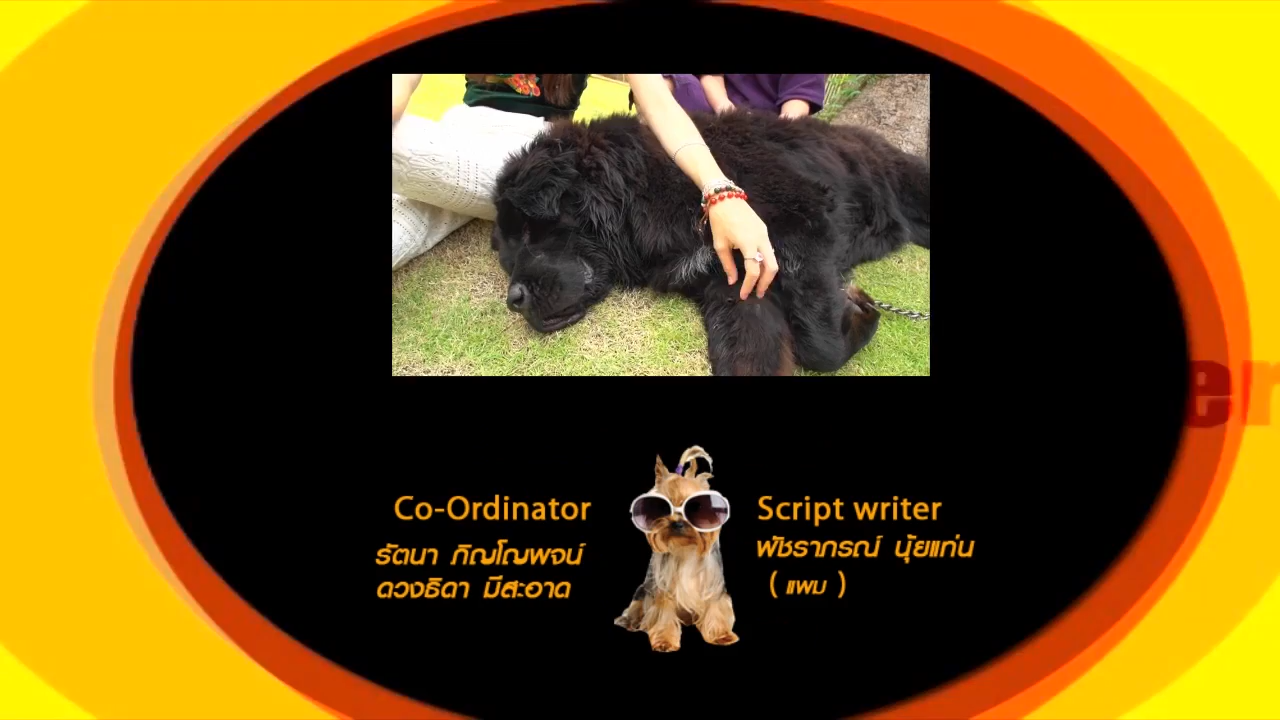 er
Co-Ordinator
รัตนา ภิญโญพจน์
ดวงธิดา มีสะอาด
Script writer
พัชราภรณ์ นุ้ยแก่น
( แพม )